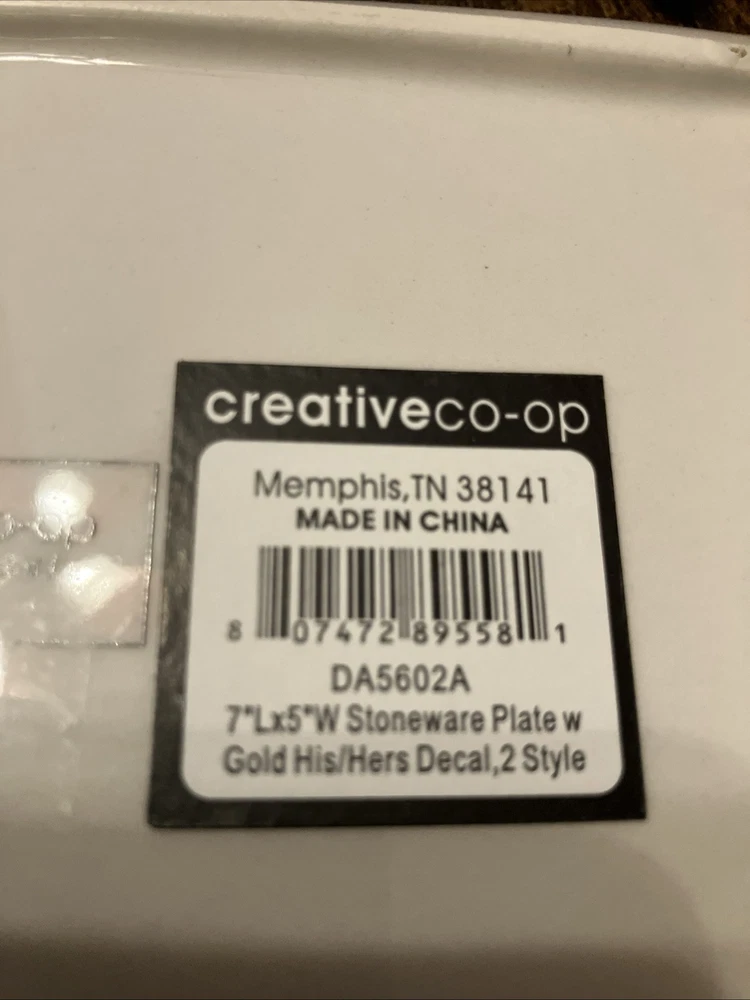 creativeco-op
Memphis,TN 38141
MADE IN CHINA
8 07472 89558 1
DA5602A
7"Lx5"W Stoneware Plate w
Gold His/Hers Decal,2 Style
o-op